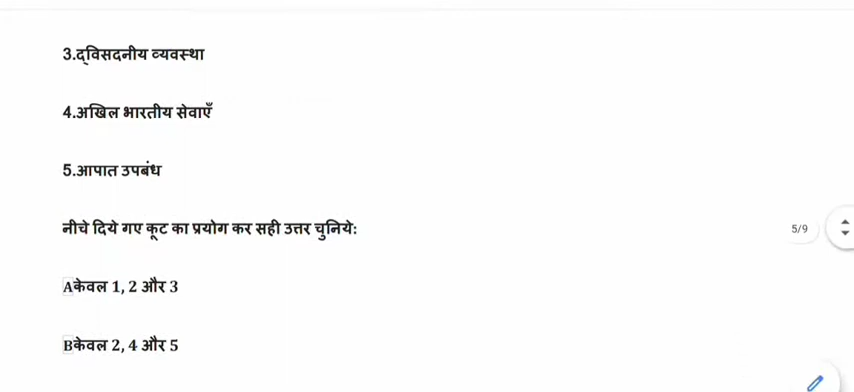 3.द्विसदनीय व्यवस्था
4.अखिल भारतीय सेवाएँ
5.आपात उपबंध
नीचे दिये गए कूट का प्रयोग कर सही उत्तर चुनिये:
5/9
Aकेवल 1, 2 और 3
Bकेवल 2, 4 और 5